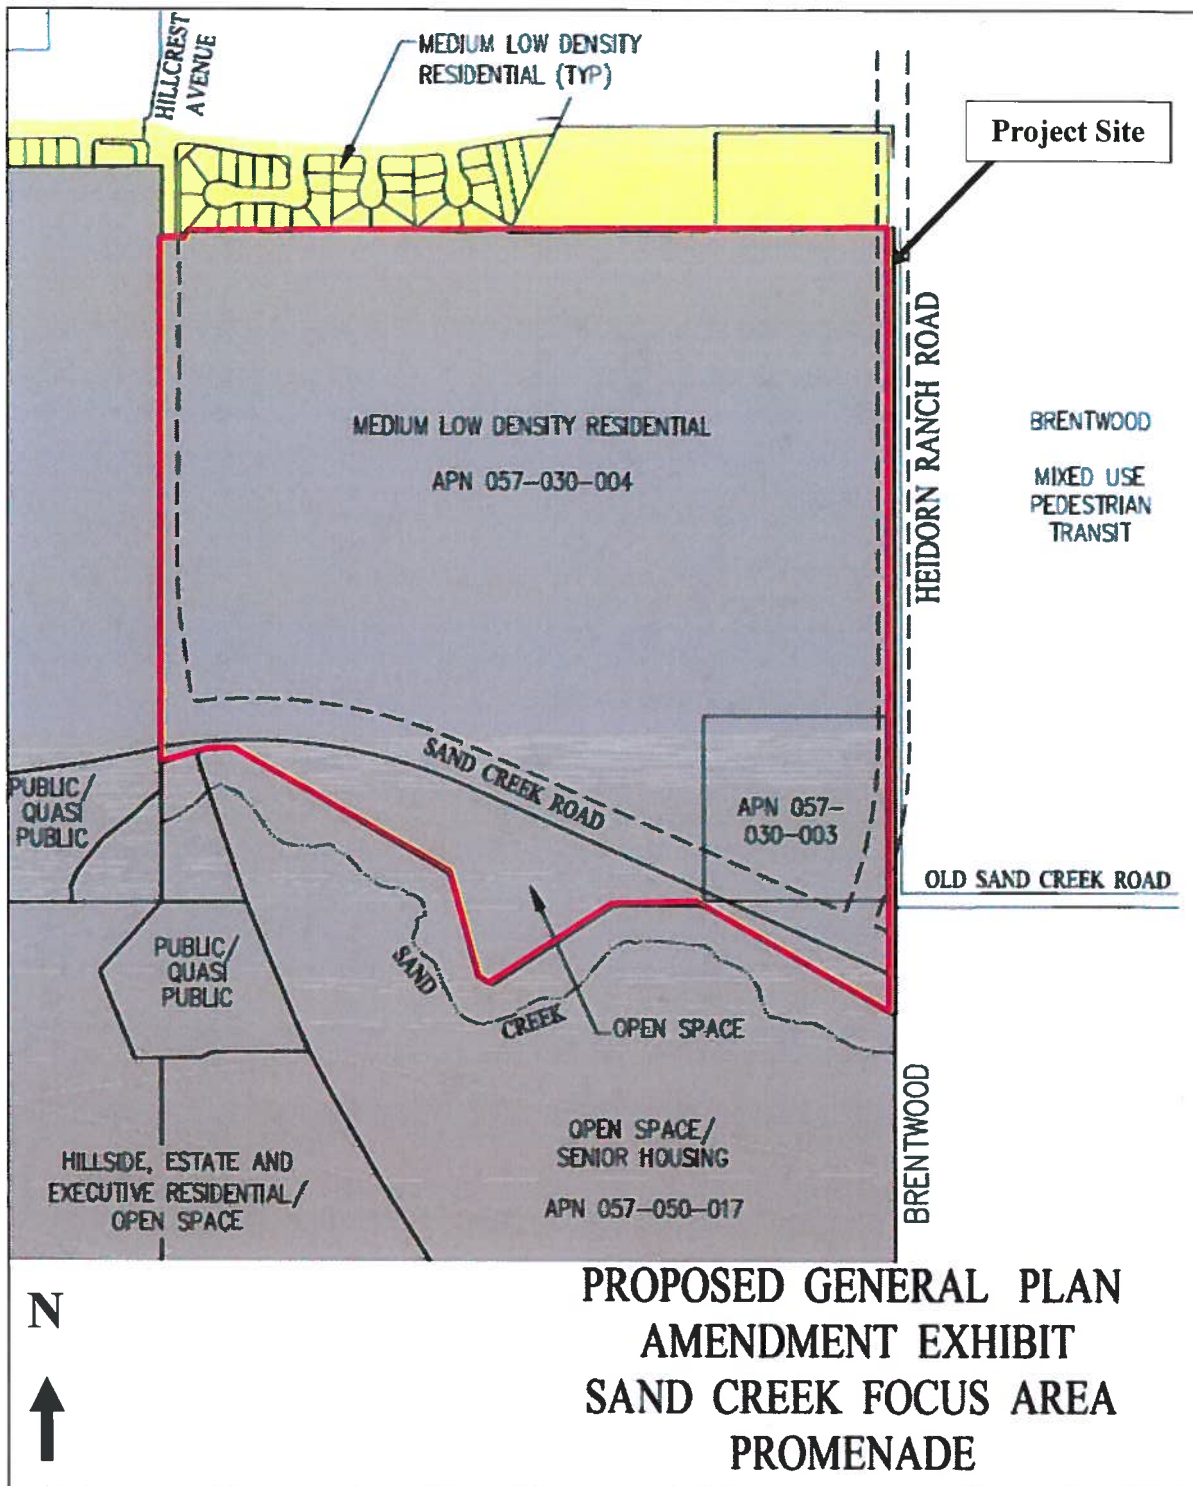 HILLCREST
AVENUE
MEDIUM LOW DENSITY
RESIDENTIAL (TYP)
Project Site
HEIDORN RANCH ROAD
MEDIUM LOW DENSITY RESIDENTIAL
APN 057-030-004
BRENTWOOD
MIXED USE
PEDESTRIAN
TRANSIT
SAND CREEK ROAD
PUBLIC/
QUASI
PUBLIC
APN 057-
030-003
OLD SAND CREEK ROAD
PUBLIC/
QUASI
PUBLIC
SAND
CREEK
OPEN SPACE
BRENTWOOD
OPEN SPACE/
SENIOR HOUSING
APN 057-050-017
HILLSIDE, ESTATE AND
EXECUTIVE RESIDENTIAL/
OPEN SPACE
N
PROPOSED GENERAL PLAN
AMENDMENT EXHIBIT
SAND CREEK FOCUS AREA
PROMENADE